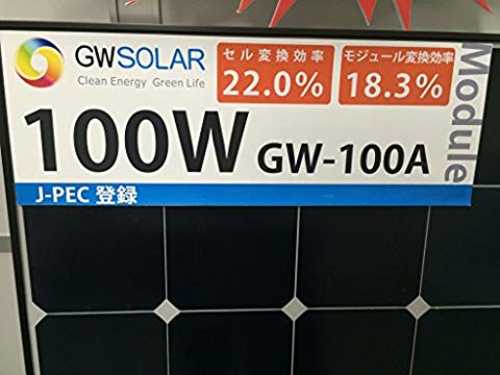 GWSOLAR
Clean Energy Green Life
セル変換効率
22.0%
モジュール変換効率
18.3%
100W GW-100A
Module
J-PEC 登録